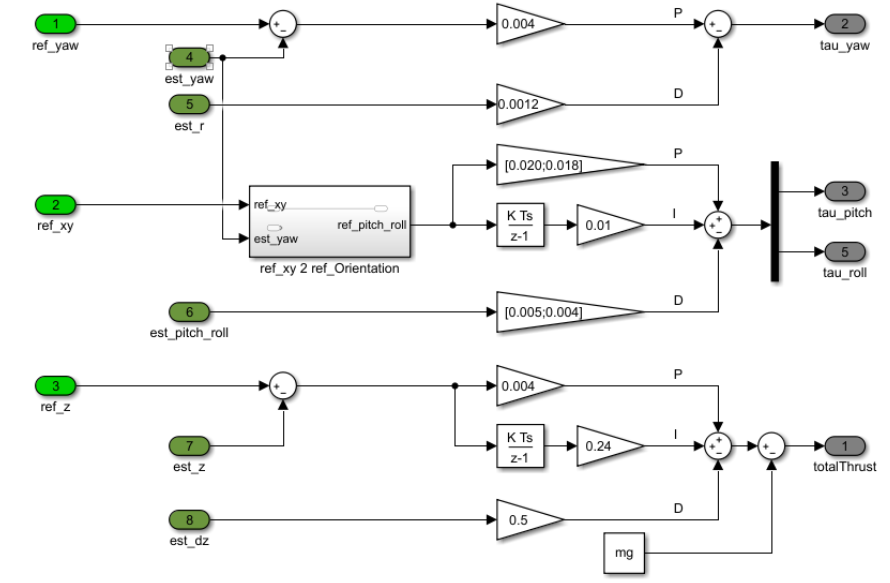 1
ref_yaw
+
−
0.004
P
+
−
2
tau_yaw
4
est_yaw
5
est_r
0.0012
D
2
ref_xy
ref_xy
est_yaw
ref_pitch_roll
ref_xy 2 ref_Orientation
[0.020;0.018]
P
K Ts
z-1
0.01
I
+
+
−
3
tau_pitch
5
tau_roll
6
est_pitch_roll
[0.005;0.004]
D
3
ref_z
+
−
0.004
P
7
est_z
K Ts
z-1
0.24
I
+
+
−
+
−
1
totalThrust
8
est_dz
0.5
D
mg